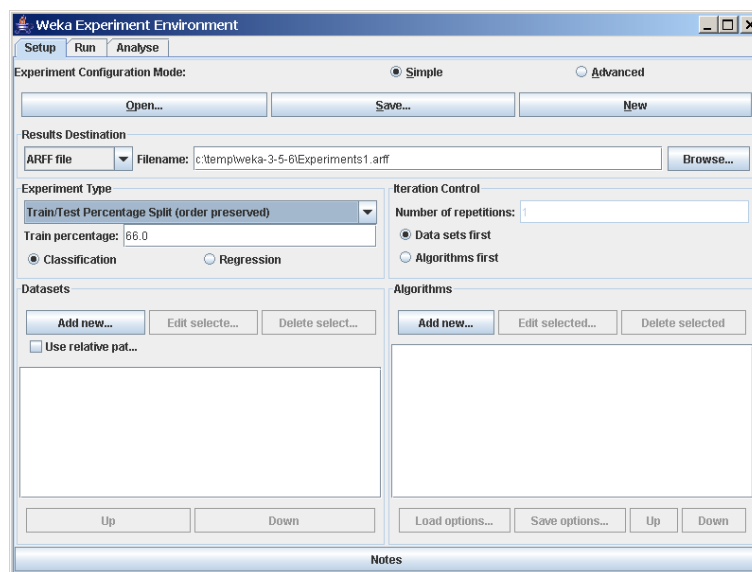 Weka Experiment Environment
Setup Run Analyse
Experiment Configuration Mode: Simple Advanced
Open... Save... New
Results Destination
ARFF file Filename: c:\temp\weka-3-5-6\Experiments1.arff Browse...
Experiment Type Iteration Control
Train/Test Percentage Split (order preserved) Number of repetitions: 1
Train percentage: 66.0 Data sets first
Classification Regression Algorithms first
Datasets Algorithms
Add new... Edit selecte... Delete select... Add new... Edit selected... Delete selected
Use relative pat...
Up Down Load options... Save options... Up Down
Notes